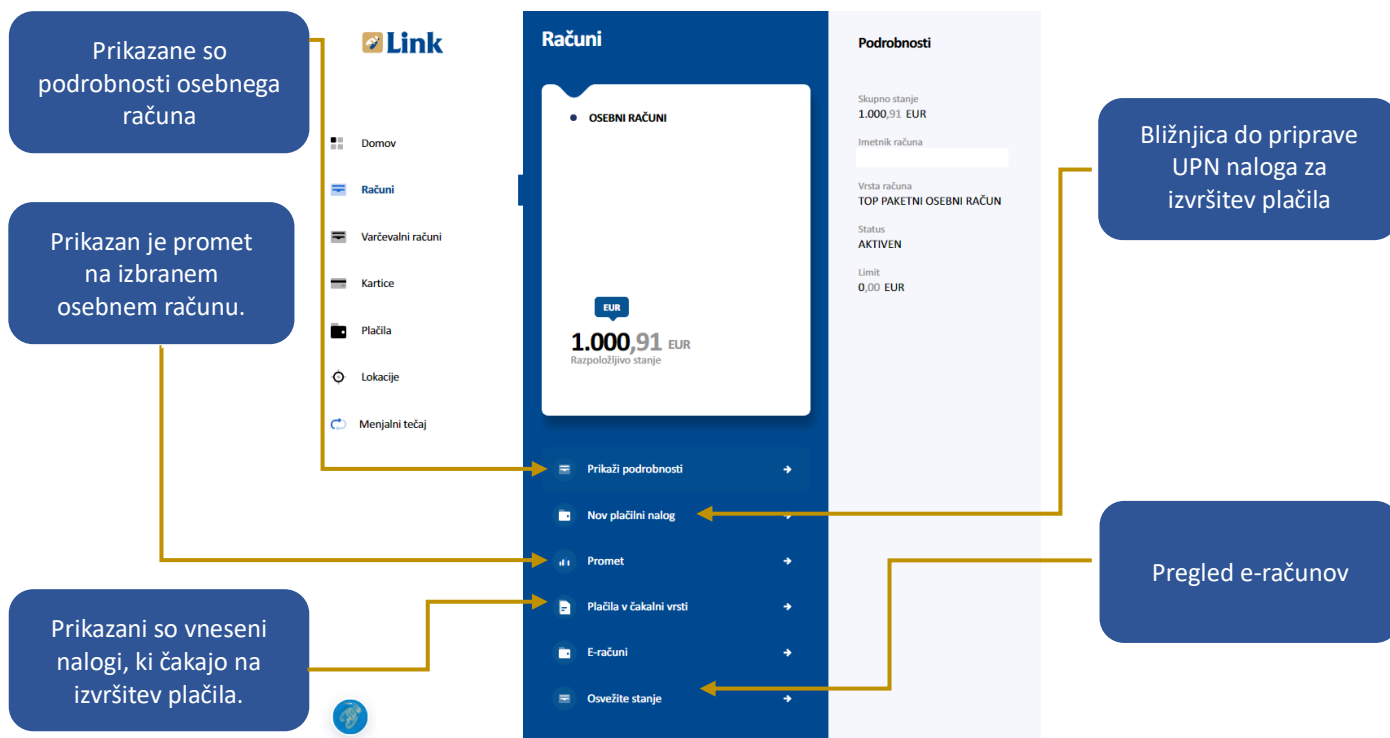 Prikazane so
podrobnosti osebnega
računa
Prikazan je promet
na izbranem
osebnem računu.
Prikazani so vneseni
nalogi, ki čakajo na
izvršitev plačila.
Link
Domov
Računi
Varčevalni računi
Kartice
Plačila
Lokacije
Menjalni tečaj
Računi
OSEBNI RAČUNI
EUR
1.000,91 EUR
Razpoložljivo stanje
Prikaži podrobnosti
Nov plačilni nalog
Promet
Plačila v čakalni vrsti
E-računi
Osvežite stanje
Podrobnosti
Skupno stanje
1.000,91 EUR
Imetnik računa
Vrsta računa
TOP PAKETNI OSEBNI RAČUN
Status
AKTIVEN
Limit
0,00 EUR
Bližnjica do priprave
UPN naloga za
izvršitev plačila
Pregled e-računov